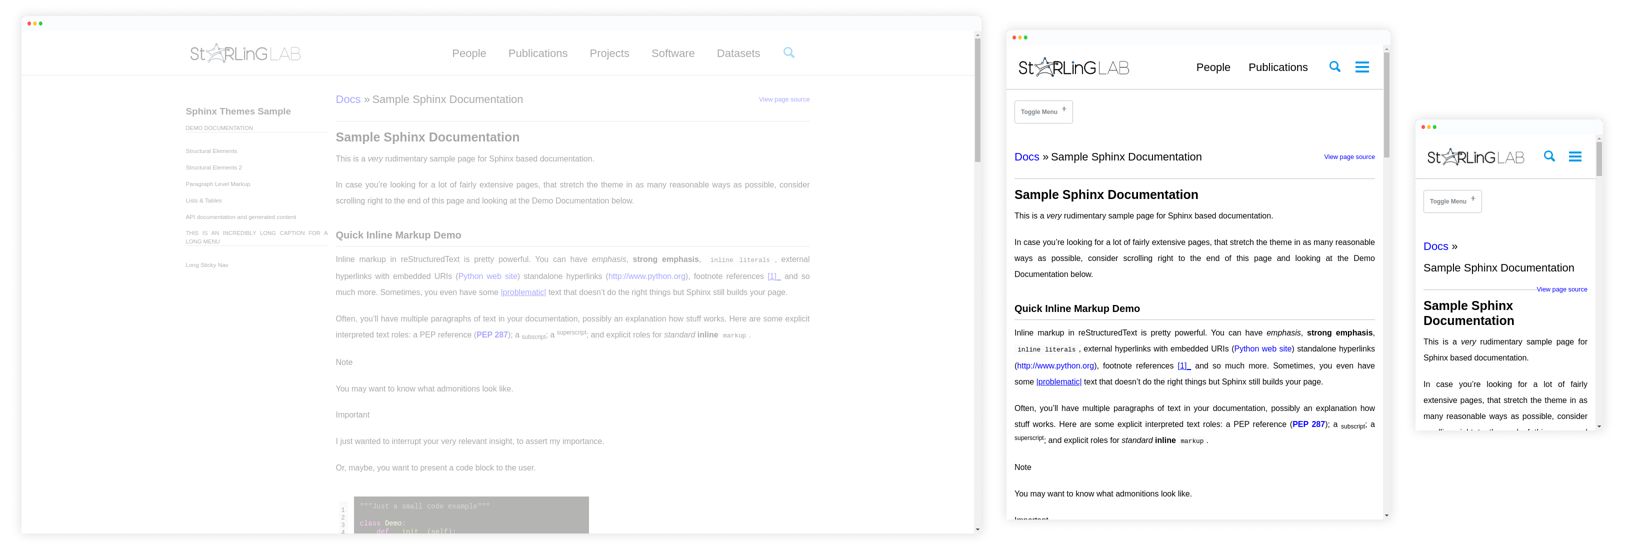 StARLinG LAB
People Publications Projects Software Datasets
Sphinx Themes Sample
DEMO DOCUMENTATION
Structural Elements
Structural Elements 2
Paragraph Level Markup
Lists & Tables
API documentation and generated content
THIS IS AN INCREDIBLY LONG CAPTION FOR A
LONG MENU
Long Sticky Nav
Docs » Sample Sphinx Documentation
View page source
Sample Sphinx Documentation
This is a very rudimentary sample page for Sphinx based documentation.
In case you're looking for a lot of fairly extensive pages, that stretch the theme in as many reasonable ways as possible, consider
scrolling right to the end of this page and looking at the Demo Documentation below.
Quick Inline Markup Demo
Inline markup in reStructuredText is pretty powerful. You can have emphasis, strong emphasis, inline literals , external
hyperlinks with embedded URIs (Python web site) standalone hyperlinks (http://www.python.org), footnote references [1]_ and so
much more. Sometimes, you even have some |problematic| text that doesn't do the right things but Sphinx still builds your page.
Often, you'll have multiple paragraphs of text in your documentation, possibly an explanation how stuff works. Here are some explicit
interpreted text roles: a PEP reference (PEP 287); a subscript; a superscript; and explicit roles for standard inline markup .
Note
You may want to know what admonitions look like.
Important
I just wanted to interrupt your very relevant insight, to assert my importance.
Or, maybe, you want to present a code block to the user.
1 """Just a small code example"""
2
3 class Demo:
4 def __init__(self):
StARLinG LAB
People Publications
Toggle Menu +
Docs » Sample Sphinx Documentation
View page source
Sample Sphinx Documentation
This is a very rudimentary sample page for Sphinx based documentation.
In case you're looking for a lot of fairly extensive pages, that stretch the theme in as many reasonable
ways as possible, consider scrolling right to the end of this page and looking at the Demo
Documentation below.
Quick Inline Markup Demo
Inline markup in reStructuredText is pretty powerful. You can have emphasis, strong emphasis,
inline literals , external hyperlinks with embedded URIs (Python web site) standalone hyperlinks
(http://www.python.org), footnote references [1]_ and so much more. Sometimes, you even have
some |problematic| text that doesn't do the right things but Sphinx still builds your page.
Often, you'll have multiple paragraphs of text in your documentation, possibly an explanation how
stuff works. Here are some explicit interpreted text roles: a PEP reference (PEP 287); a subscript; a
superscript; and explicit roles for standard inline markup .
Note
You may want to know what admonitions look like.
Important
StARLinG LAB
Toggle Menu +
Docs »
Sample Sphinx Documentation
View page source
Sample Sphinx
Documentation
This is a very rudimentary sample page for
Sphinx based documentation.
In case you're looking for a lot of fairly
extensive pages, that stretch the theme in as
many reasonable ways as possible, consider